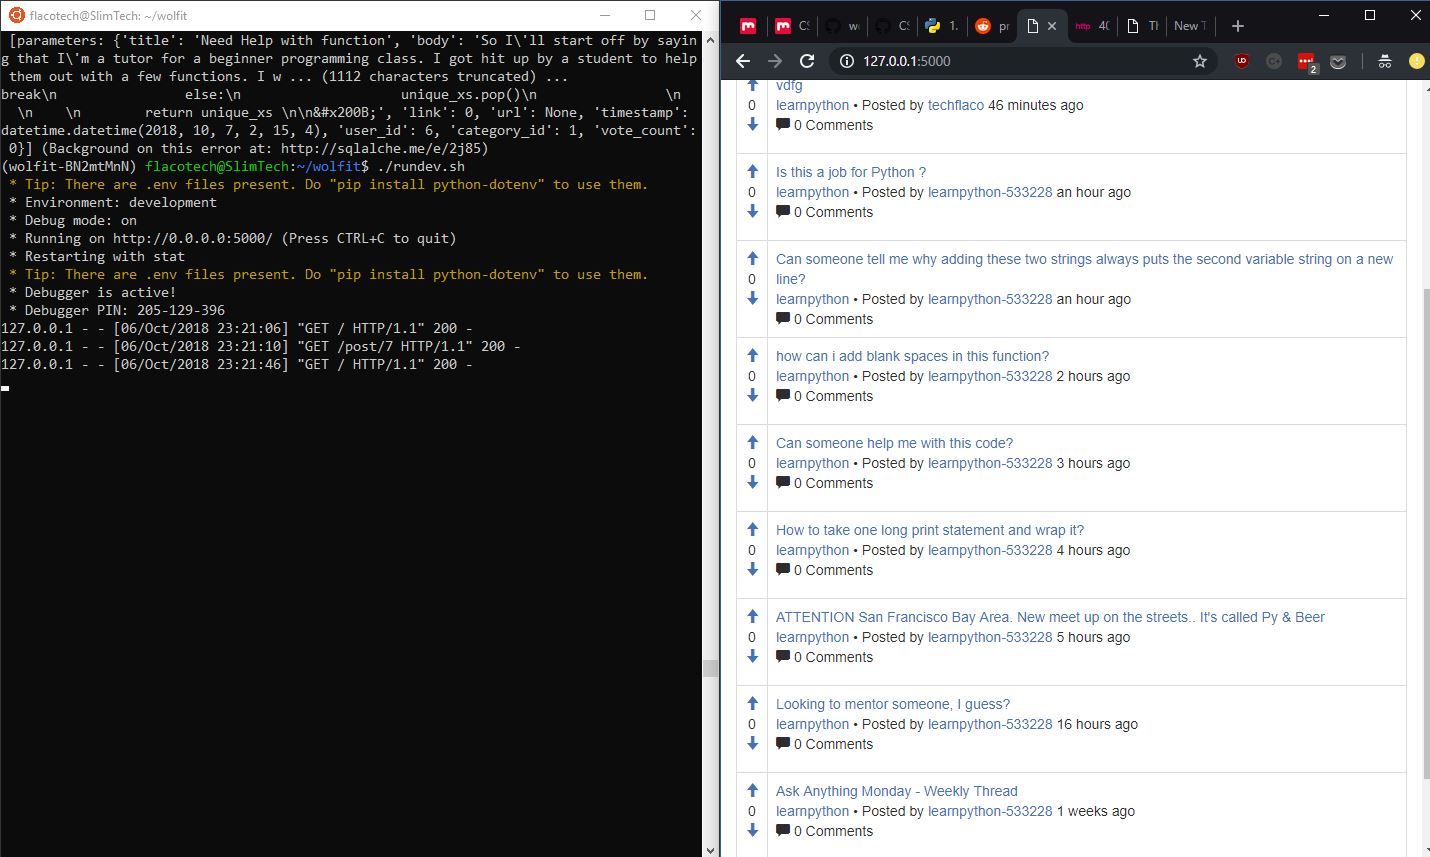 flacotech@SlimTech: ~/wolfit
[parameters: {'title': 'Need Help with function', 'body': 'So I\'ll start off by sayin
g that I\'m a tutor for a beginner programming class. I got hit up by a student to help
them out with a few functions. I w ... (1112 characters truncated) ...
break\n                  else:\n                    unique_xs.pop()\n                \n
\n    \n        return unique_xs \n\n&#x200B;', 'link': 0, 'url': None, 'timestamp':
datetime.datetime(2018, 10, 7, 2, 15, 4), 'user_id': 6, 'category_id': 1, 'vote_count':
0}] (Background on this error at: http://sqlalche.me/e/2j85)
(wolfit-BN2mtMnN) flacotech@SlimTech:~/wolfit$ ./rundev.sh
* Tip: There are .env files present. Do "pip install python-dotenv" to use them.
* Environment: development
* Debug mode: on
* Running on http://0.0.0.0:5000/ (Press CTRL+C to quit)
* Restarting with stat
* Tip: There are .env files present. Do "pip install python-dotenv" to use them.
* Debugger is active!
* Debugger PIN: 205-129-396
127.0.0.1 - - [06/Oct/2018 23:21:06] "GET / HTTP/1.1" 200 -
127.0.0.1 - - [06/Oct/2018 23:21:10] "GET /post/7 HTTP/1.1" 200 -
127.0.0.1 - - [06/Oct/2018 23:21:46] "GET / HTTP/1.1" 200 -
CS w CS 1. pr http 40 Th New T
127.0.0.1:5000
2
vdfg
0 learnpython • Posted by techflaco 46 minutes ago
0 Comments
Is this a job for Python ?
0 learnpython • Posted by learnpython-533228 an hour ago
0 Comments
Can someone tell me why adding these two strings always puts the second variable string on a new
0 line?
learnpython • Posted by learnpython-533228 an hour ago
0 Comments
how can i add blank spaces in this function?
0 learnpython • Posted by learnpython-533228 2 hours ago
0 Comments
Can someone help me with this code?
0 learnpython • Posted by learnpython-533228 3 hours ago
0 Comments
How to take one long print statement and wrap it?
0 learnpython • Posted by learnpython-533228 4 hours ago
0 Comments
ATTENTION San Francisco Bay Area. New meet up on the streets.. It's called Py & Beer
0 learnpython • Posted by learnpython-533228 5 hours ago
0 Comments
Looking to mentor someone, I guess?
0 learnpython • Posted by learnpython-533228 16 hours ago
0 Comments
Ask Anything Monday - Weekly Thread
0 learnpython • Posted by learnpython-533228 1 weeks ago
0 Comments